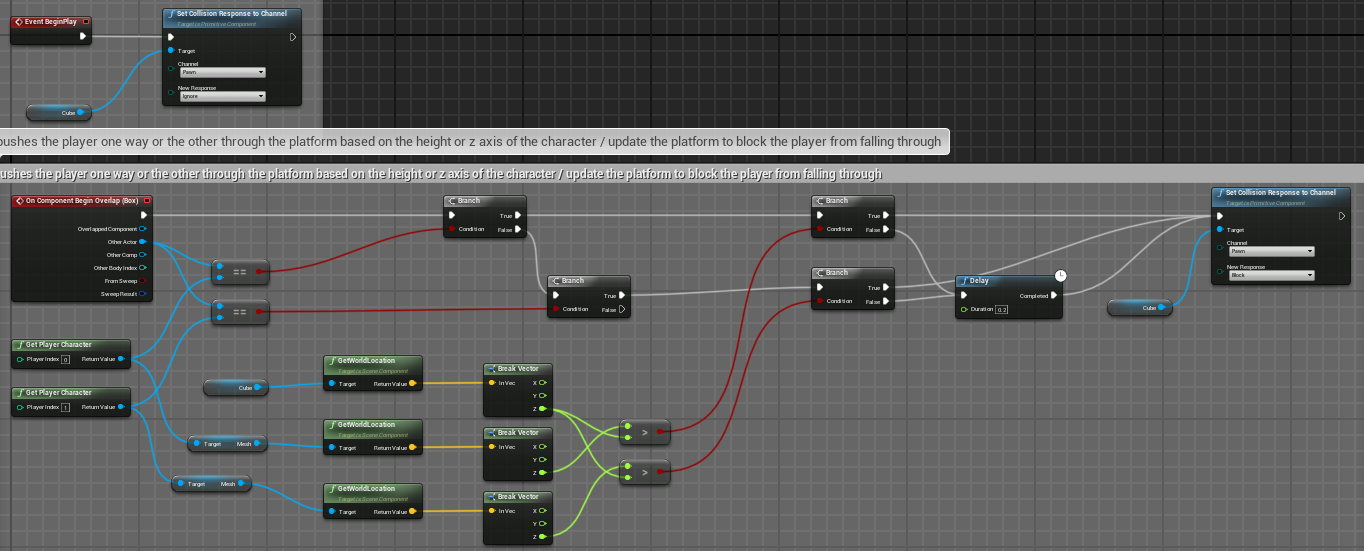 Event BeginPlay
Set Collision Response to Channel
Target is Primitive Component
Target
Channel
Pawn
New Response
Ignore
Cube
pushes the player one way or the other through the platform based on the height or z axis of the character / update the platform to block the player from falling through
ushes the player one way or the other through the platform based on the height or z axis of the character / update the platform to block the player from falling through
On Component Begin Overlap (Box)
Overlapped Component
Other Actor
Other Comp
Other Body Index
From Sweep
Sweep Result
==
==
Branch
Condition
True
False
Branch
Condition
True
False
Branch
Condition
True
False
Branch
Condition
True
False
Delay
Completed
Duration 0.2
Set Collision Response to Channel
Target is Primitive Component
Target
Channel
Pawn
New Response
Block
Cube
Get Player Character
Player Index 0 Return Value
Get Player Character
Player Index 1 Return Value
Cube
Target Mesh
Target Mesh
GetWorldLocation
Target is Scene Component
Target Return Value
GetWorldLocation
Target is Scene Component
Target Return Value
GetWorldLocation
Target is Scene Component
Target Return Value
Break Vector
In Vec X
Y
Z
Break Vector
In Vec X
Y
Z
Break Vector
In Vec X
Y
Z
>
>